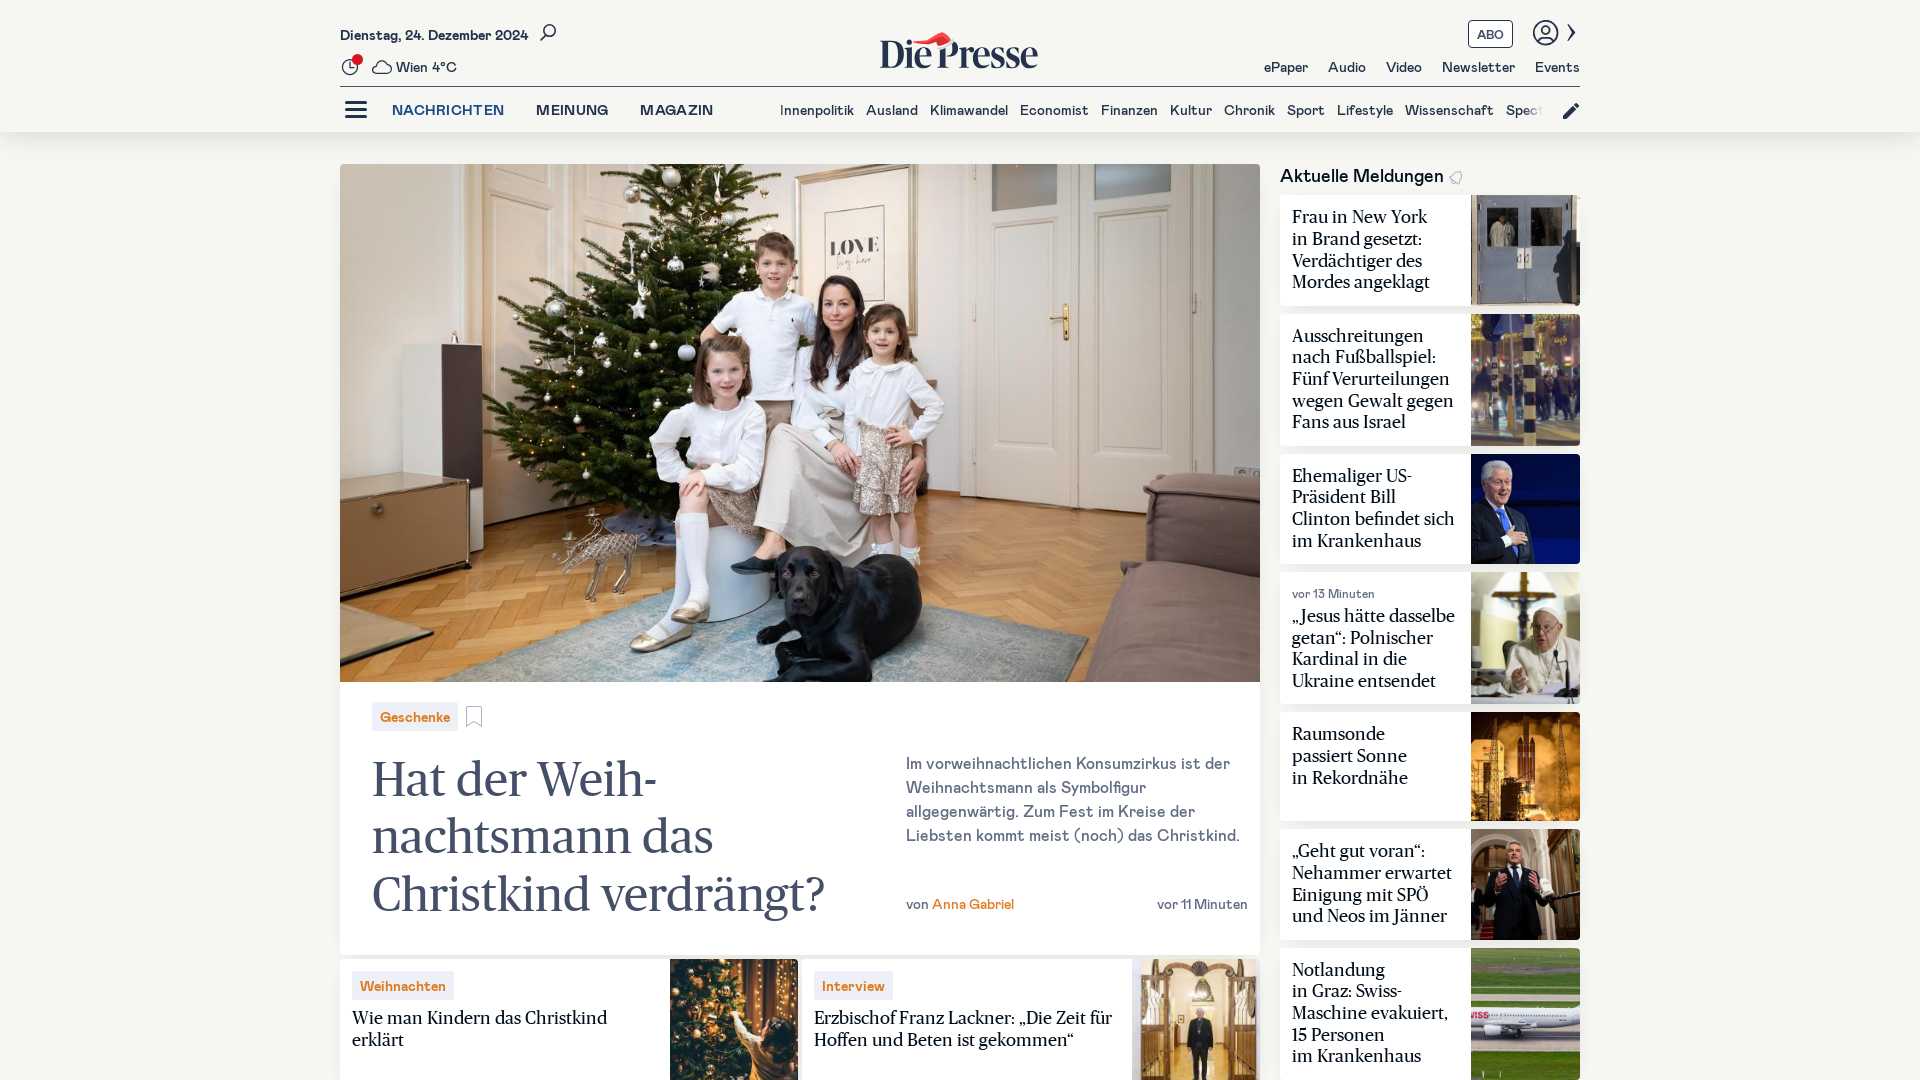 Dienstag, 24. Dezember 2024
Wien 4°C
Die Presse
ABO
ePaper Audio Video Newsletter Events
NACHRICHTEN MEINUNG MAGAZIN
Innenpolitik Ausland Klimawandel Economist Finanzen Kultur Chronik Sport Lifestyle Wissenschaft Spect
LOVE
Geschenke
Hat der Weih-
nachtsmann das
Christkind verdrängt?
Im vorweihnachtlichen Konsumzirkus ist der
Weihnachtsmann als Symbolfigur
allgegenwärtig. Zum Fest im Kreise der
Liebsten kommt meist (noch) das Christkind.
von Anna Gabriel
vor 11 Minuten
Weihnachten
Wie man Kindern das Christkind
erklärt
Interview
Erzbischof Franz Lackner: „Die Zeit für
Hoffen und Beten ist gekommen“
Aktuelle Meldungen
Frau in New York
in Brand gesetzt:
Verdächtiger des
Mordes angeklagt
Ausschreitungen
nach Fußballspiel:
Fünf Verurteilungen
wegen Gewalt gegen
Fans aus Israel
Ehemaliger US-
Präsident Bill
Clinton befindet sich
im Krankenhaus
vor 13 Minuten
„Jesus hätte dasselbe
getan“: Polnischer
Kardinal in die
Ukraine entsendet
Raumsonde
passiert Sonne
in Rekordnähe
„Geht gut voran“:
Nehammer erwartet
Einigung mit SPÖ
und Neos im Jänner
Notlandung
in Graz: Swiss-
Maschine evakuiert,
15 Personen
im Krankenhaus